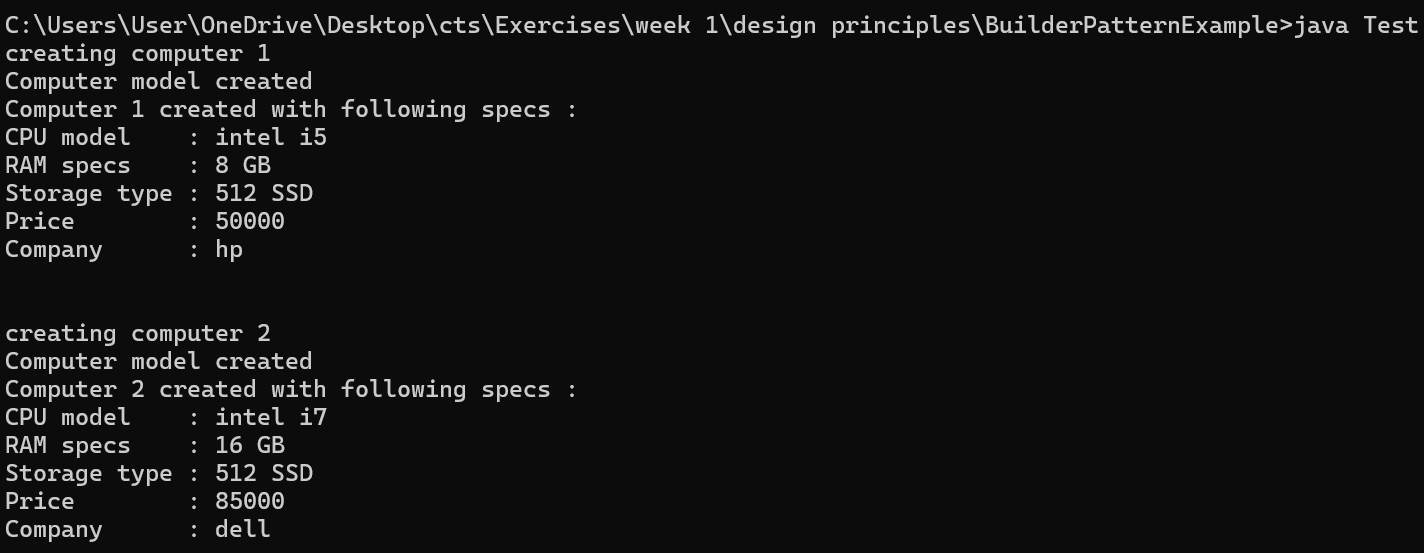 C:\Users\User\OneDrive\Desktop\cts\Exercises\week 1\design principles\BuilderPatternExample>java Test
creating computer 1
Computer model created
Computer 1 created with following specs :
CPU model    : intel i5
RAM specs    : 8 GB
Storage type : 512 SSD
Price        : 50000
Company      : hp
creating computer 2
Computer model created
Computer 2 created with following specs :
CPU model    : intel i7
RAM specs    : 16 GB
Storage type : 512 SSD
Price        : 85000
Company      : dell